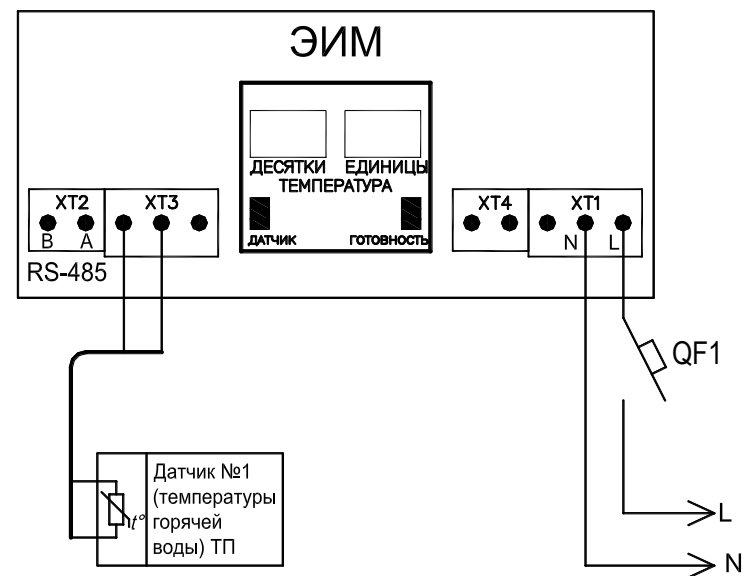 ЭИМ
ДЕСЯТКИ ЕДИНИЦЫ
ТЕМПЕРАТУРА
ДАТЧИК ГОТОВНОСТЬ
XT2 XT3 XT4 XT1
B A N L
RS-485
QF1
Датчик №1
(температуры
горячей
воды) ТП
t°
L
N